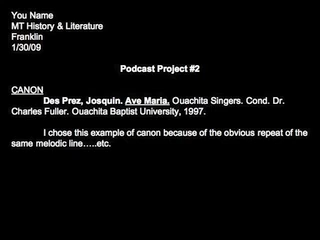 You Name
MT History & Literature
Franklin
1/30/09
Podcast Project #2
CANON
Des Prez, Josquin. Ave Maria. Ouachita Singers. Cond. Dr.
Charles Fuller. Ouachita Baptist University, 1997.
I chose this example of canon because of the obvious repeat of the
same melodic line…..etc.